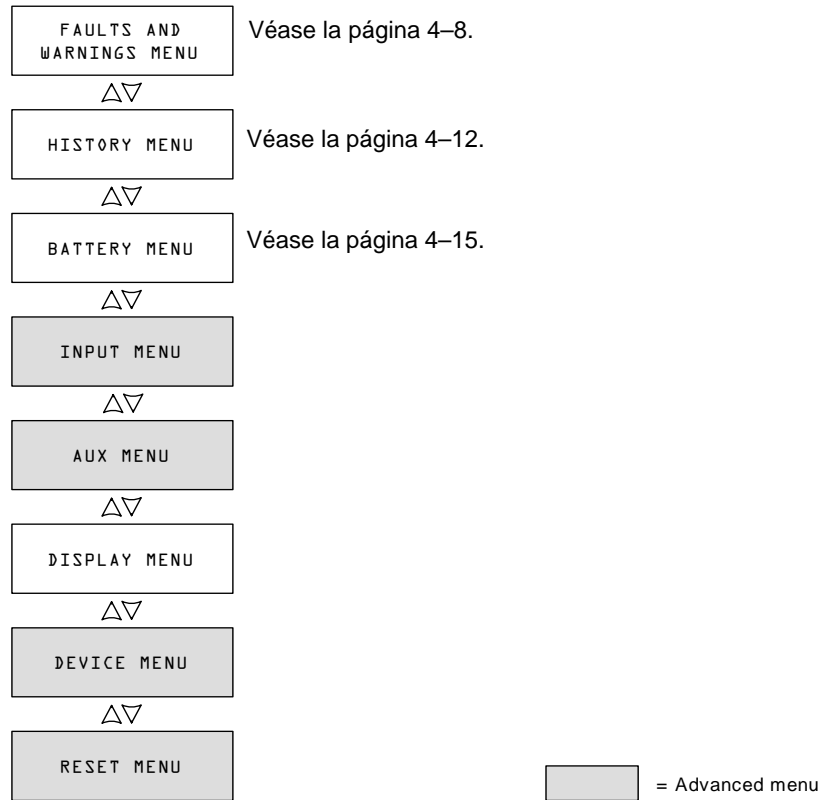 FAULTS AND
WARNINGS MENU
Véase la página 4–8.
HISTORY MENU
Véase la página 4–12.
BATTERY MENU
Véase la página 4–15.
INPUT MENU
AUX MENU
DISPLAY MENU
DEVICE MENU
RESET MENU
= Advanced menu